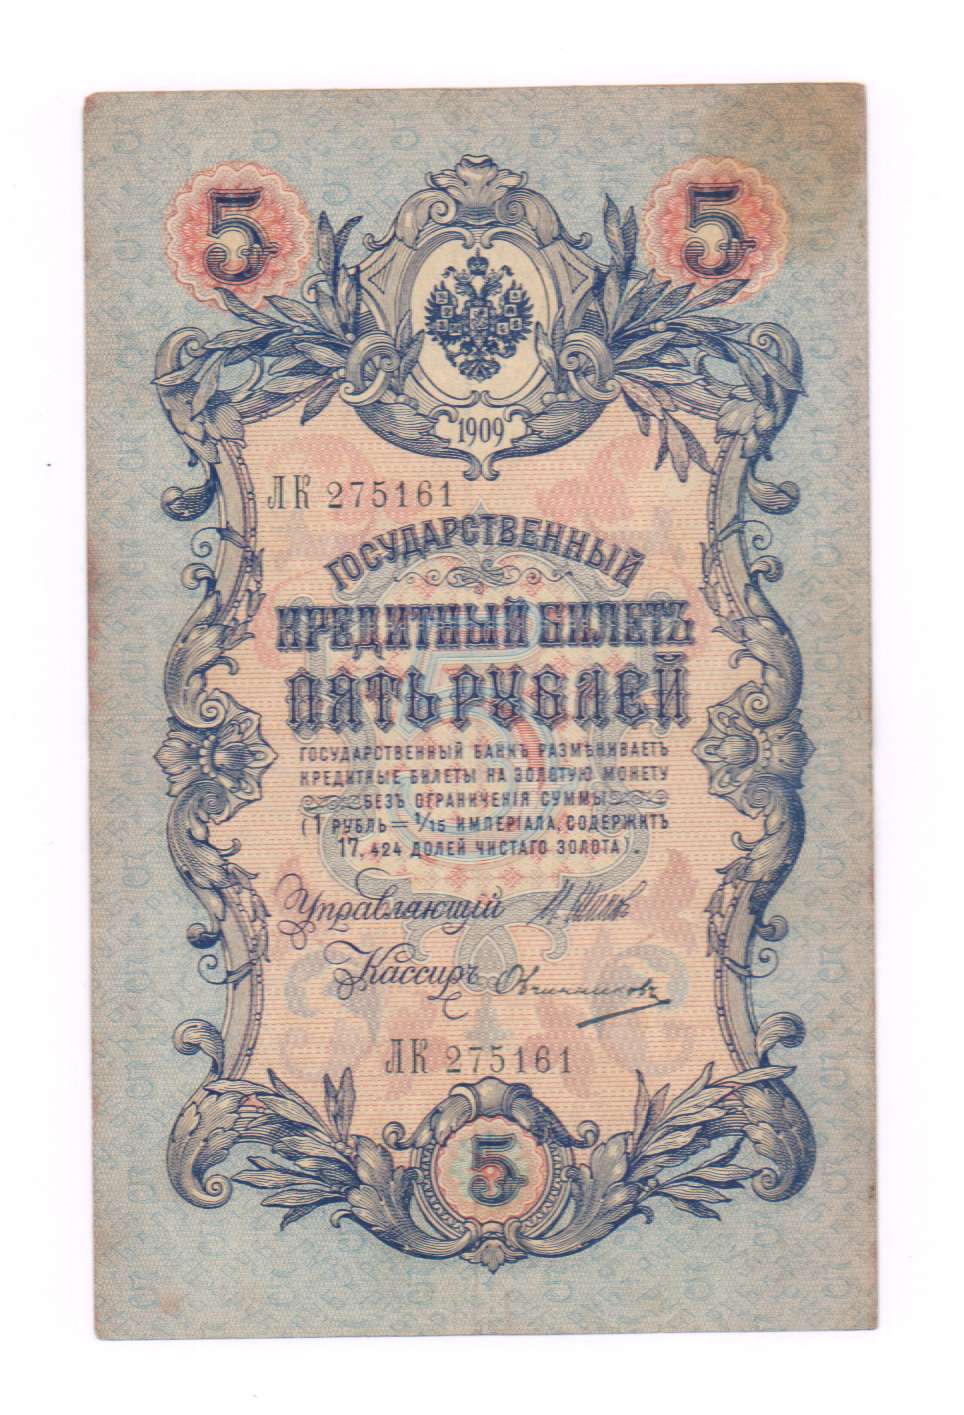 5 5
1909
ЛК 275161
ГОСУДАРСТВЕННЫЙ
КРЕДИТНЫЙ БИЛЕТЪ
ПЯТЬ РУБЛЕЙ
ГОСУДАРСТВЕННЫЙ БАНКЪ РАЗМѢНИВАЕТЪ
КРЕДИТНЫЕ БИЛЕТЫ НА ЗОЛОТУЮ МОНЕТУ
БЕЗЪ ОГРАНИЧЕНІЯ СУММЫ
(1 РУБЛЬ — 1/15 ИМПЕРІАЛА, СОДЕРЖИТЪ
17,424 ДОЛЕЙ ЧИСТАГО ЗОЛОТА).
Управляющій
Кассиръ Овчинниковъ
ЛК 275161
5